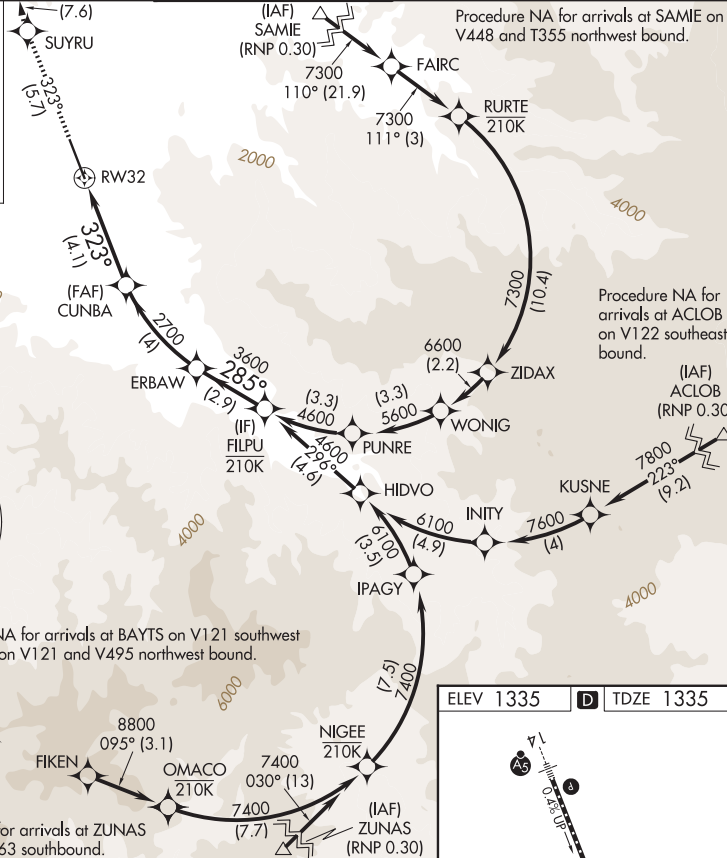 (7.6)
SUYRU
323°
(5.7)
RW32
323°
(4.1)
(FAF)
CUNBA
2700
(4)
ERBAW
3600
285°
(2.9)
(IF)
FILPU
210K
(IAF)
SAMIE
(RNP 0.30)
7300
110° (21.9)
FAIRC
7300
111° (3)
RURTE
210K
Procedure NA for arrivals at SAMIE on
V448 and T355 northwest bound.
2000
4000
7300
(10.4)
6600
(2.2)
ZIDAX
(3.3)
5600
WONIG
(3.3)
4600
PUNRE
4600
296°
(4.6)
HIDVO
Procedure NA for
arrivals at ACLOB
on V122 southeast
bound.
(IAF)
ACLOB
(RNP 0.30
7800
223°
(9.2)
KUSNE
7600
(4)
INITY
6100
(4.9)
6100
(3.5)
IPAGY
4000
4000
NA for arrivals at BAYTS on V121 southwest
on V121 and V495 northwest bound.
6000
(7.5)
7400
NIGEE
210K
FIKEN
8800
095° (3.1)
OMACO
210K
7400
030° (13)
7400
(7.7)
(IAF)
ZUNAS
(RNP 0.30)
for arrivals at ZUNAS
63 southbound.
ELEV 1335
D
TDZE 1335
14
A5
P
0.4% UP